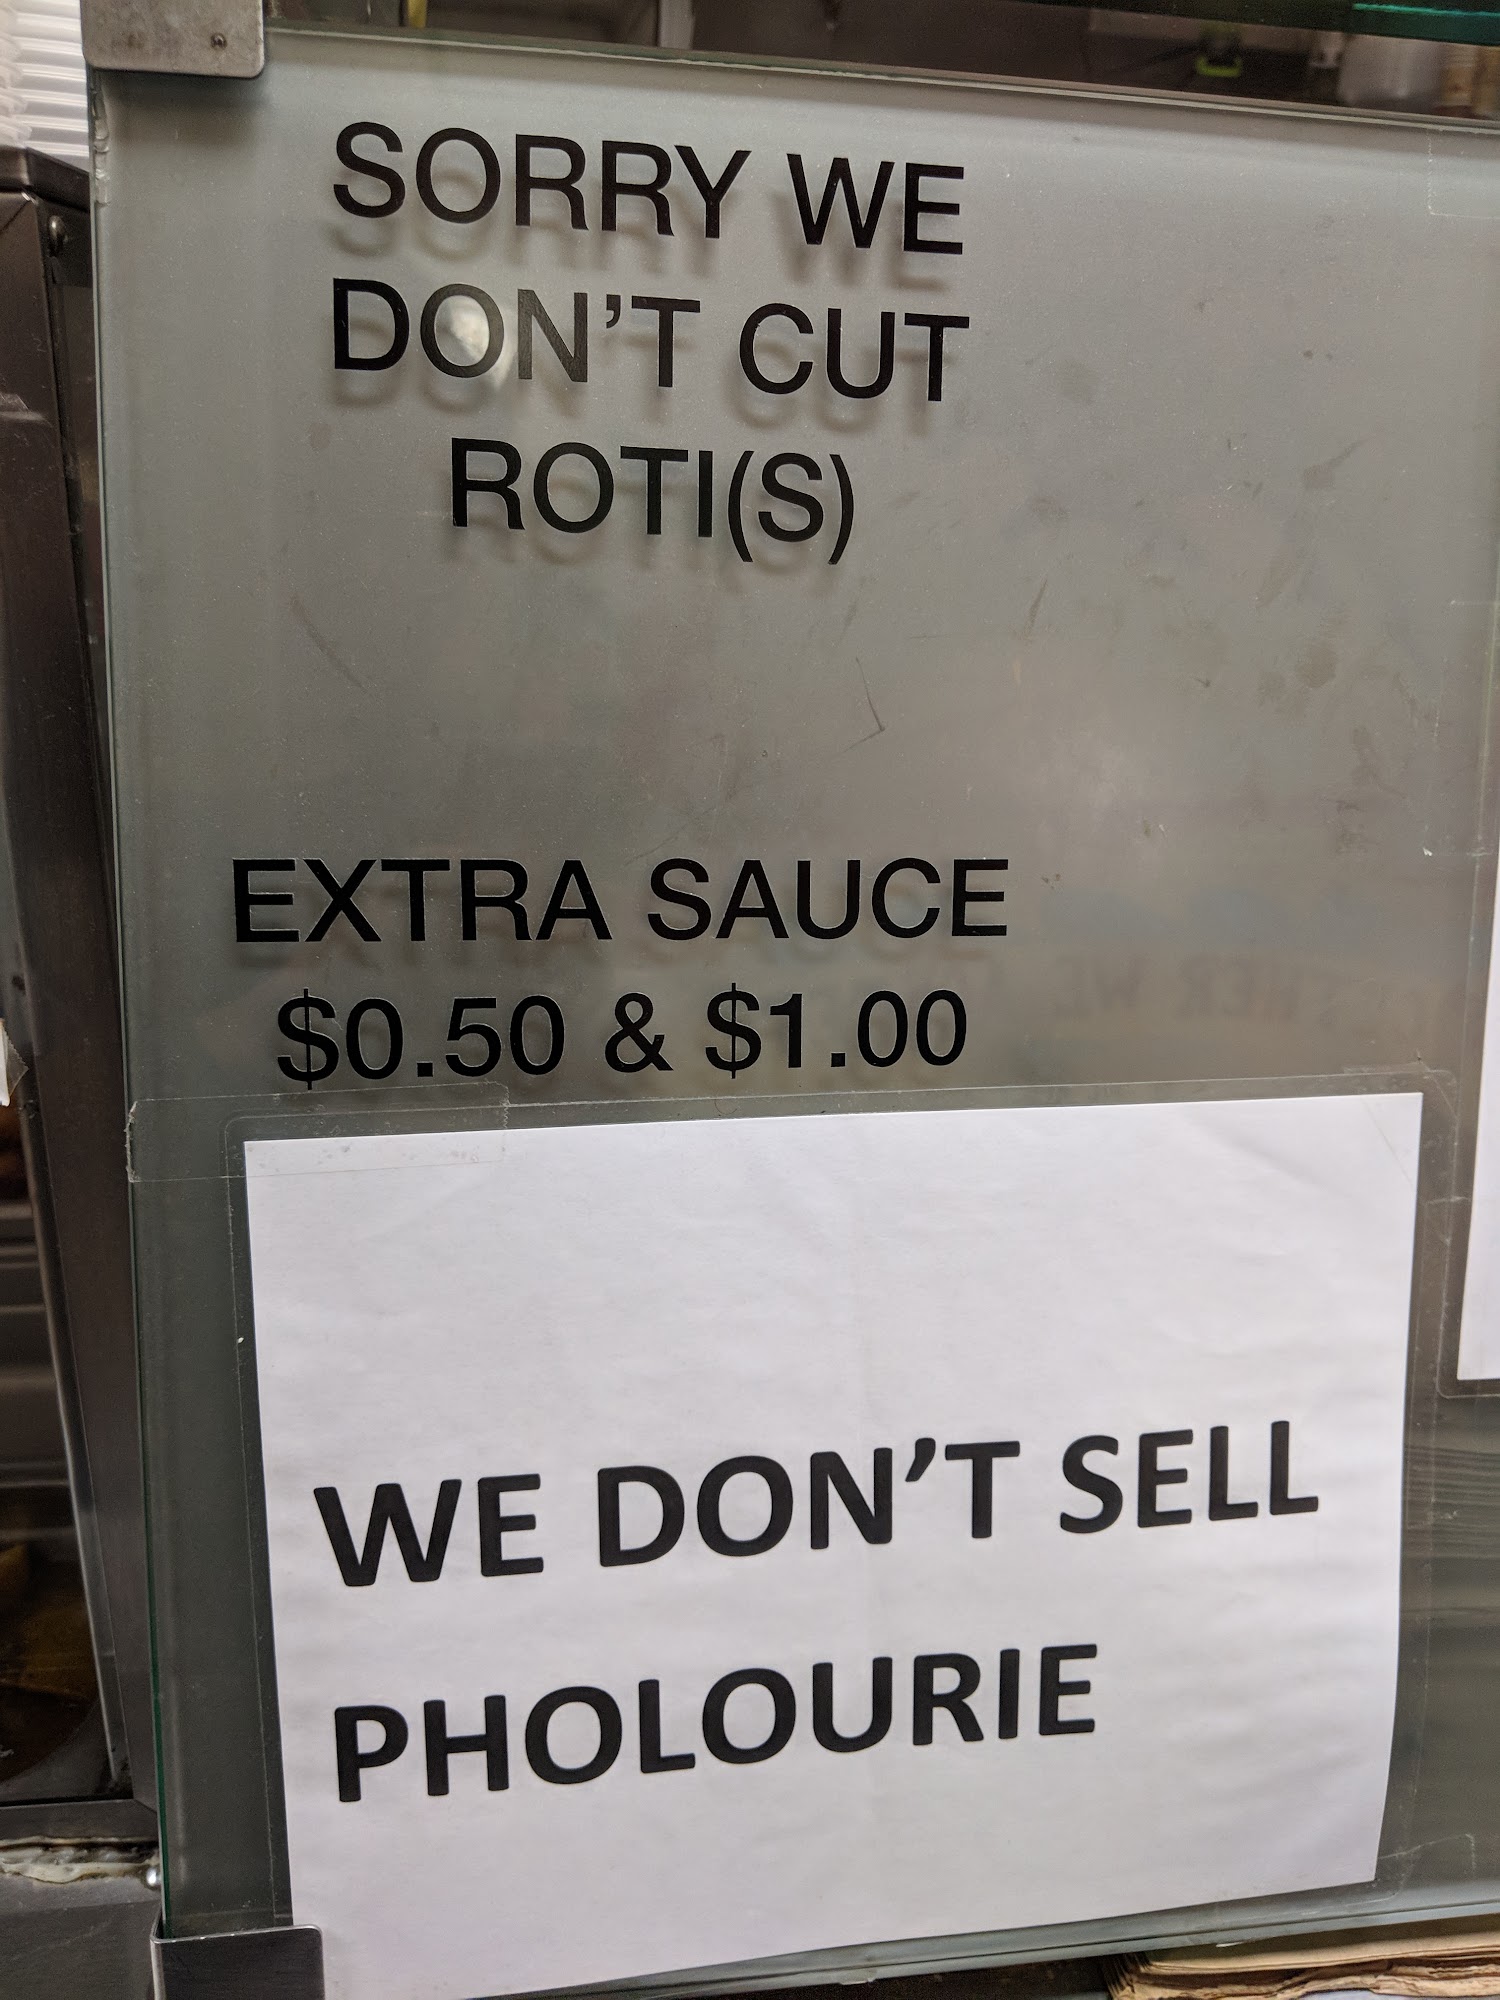 SORRY WE
DON'T CUT
ROTI(S)
EXTRA SAUCE
$0.50 & $1.00
WE DON'T SELL
PHOLOURIE